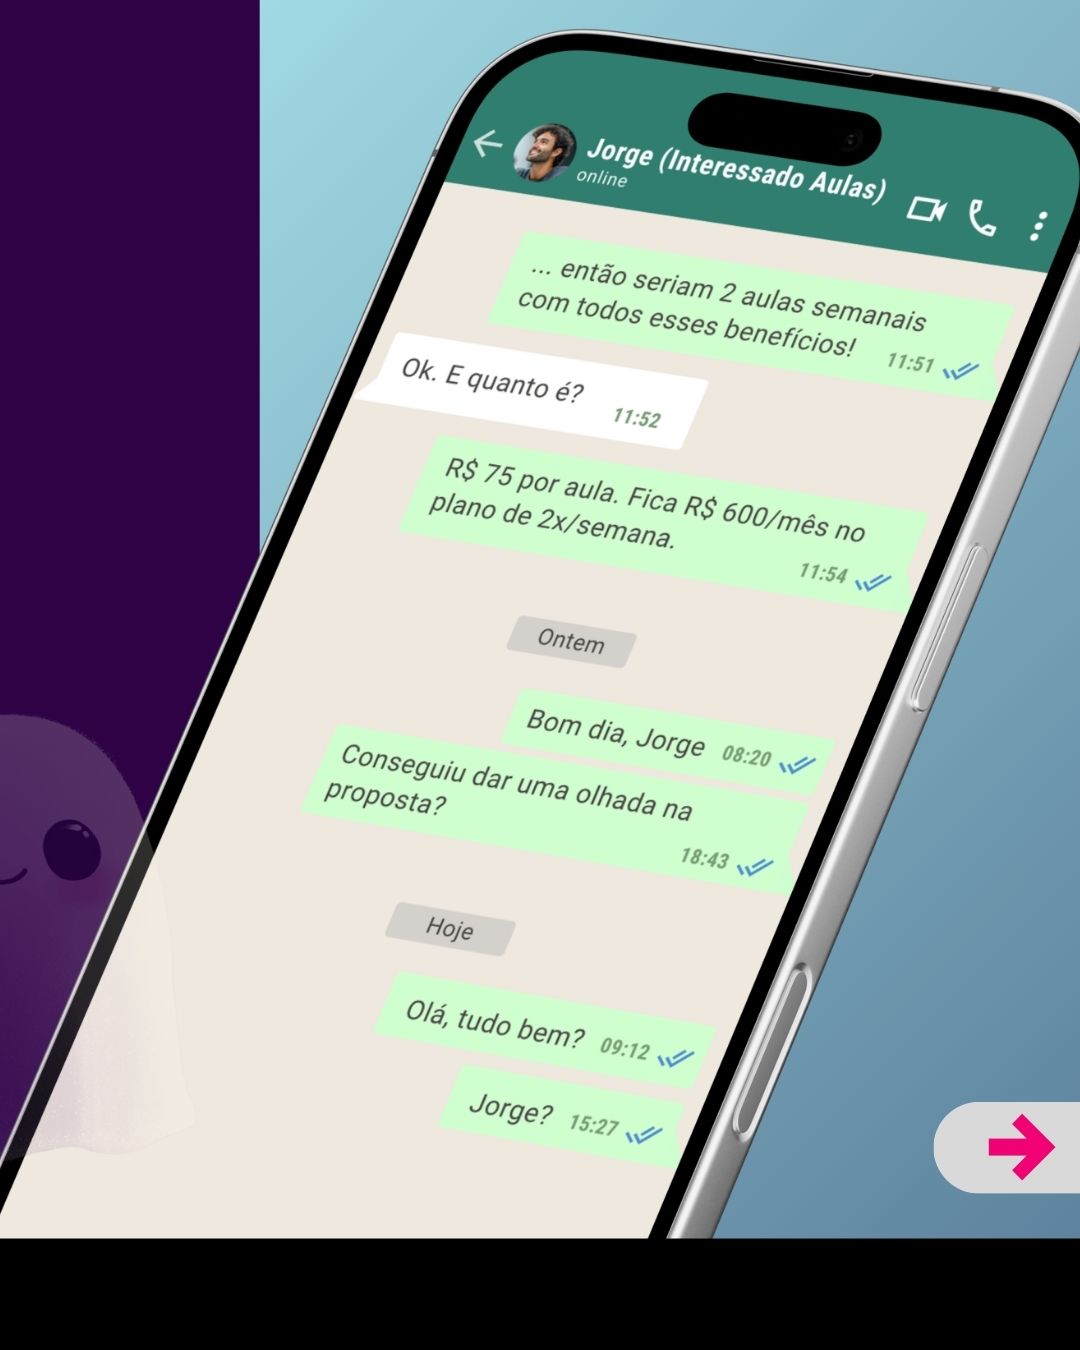 Jorge (Interessado Aulas)
online
... então seriam 2 aulas semanais
com todos esses benefícios!
11:51
Ok. E quanto é?
11:52
R$ 75 por aula. Fica R$ 600/mês no
plano de 2x/semana.
11:54
Ontem
Bom dia, Jorge 08:20
Conseguiu dar uma olhada na
proposta?
18:43
Hoje
Olá, tudo bem? 09:12
Jorge? 15:27